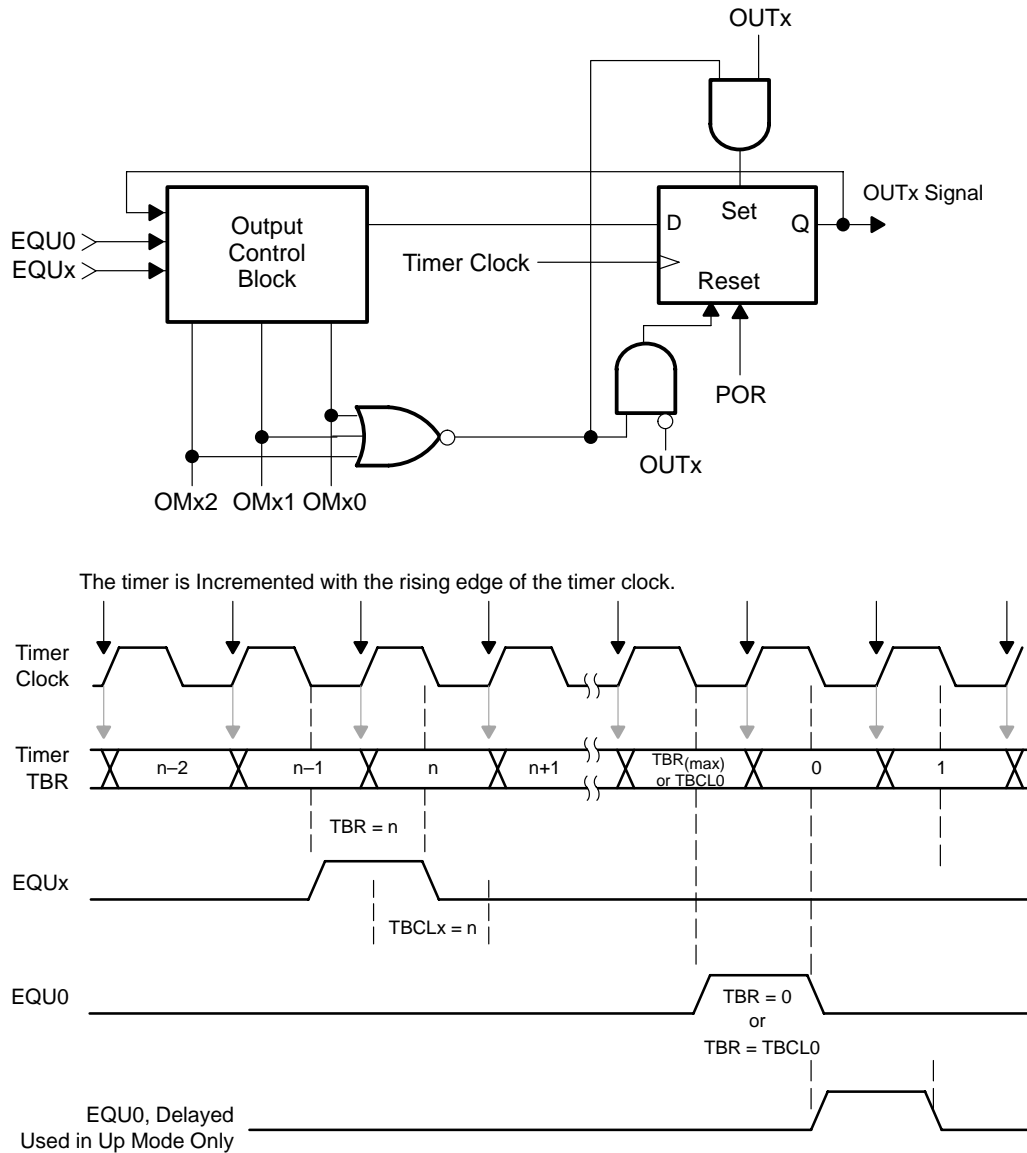 OUTx
Output
Control
Block
EQU0
EQUx
Timer Clock
D
Set
Q
Reset
OUTx Signal
POR
OUTx
OMx2 OMx1 OMx0
The timer is Incremented with the rising edge of the timer clock.
Timer
Clock
Timer
TBR
n–2
n–1
n
n+1
TBR(max)
or TBCL0
0
1
TBR = n
EQUx
TBCLx = n
EQU0
TBR = 0
or
TBR = TBCL0
EQU0, Delayed
Used in Up Mode Only